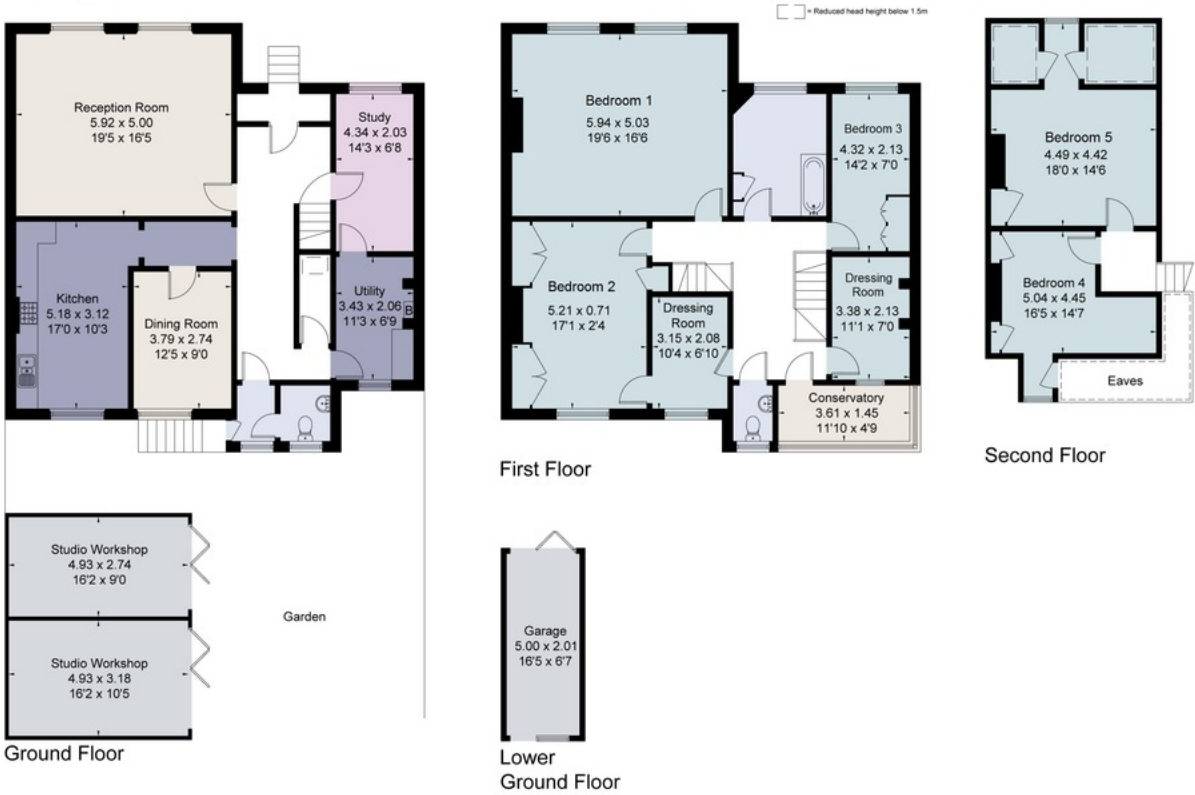 = Reduced head height below 1.5m
Reception Room
5.92 x 5.00
19'5 x 16'5
Study
4.34 x 2.03
14'3 x 6'8
Kitchen
5.18 x 3.12
17'0 x 10'3
Dining Room
3.79 x 2.74
12'5 x 9'0
Utility
3.43 x 2.06
11'3 x 6'9
B
Studio Workshop
4.93 x 2.74
16'2 x 9'0
Studio Workshop
4.93 x 3.18
16'2 x 10'5
Garden
Ground Floor
Bedroom 1
5.94 x 5.03
19'6 x 16'6
Bedroom 3
4.32 x 2.13
14'2 x 7'0
Bedroom 2
5.21 x 0.71
17'1 x 2'4
Dressing
Room
3.15 x 2.08
10'4 x 6'10
Dressing
Room
3.38 x 2.13
11'1 x 7'0
Conservatory
3.61 x 1.45
11'10 x 4'9
First Floor
Garage
5.00 x 2.01
16'5 x 6'7
Lower
Ground Floor
Bedroom 5
4.49 x 4.42
18'0 x 14'6
Bedroom 4
5.04 x 4.45
16'5 x 14'7
Eaves
Second Floor